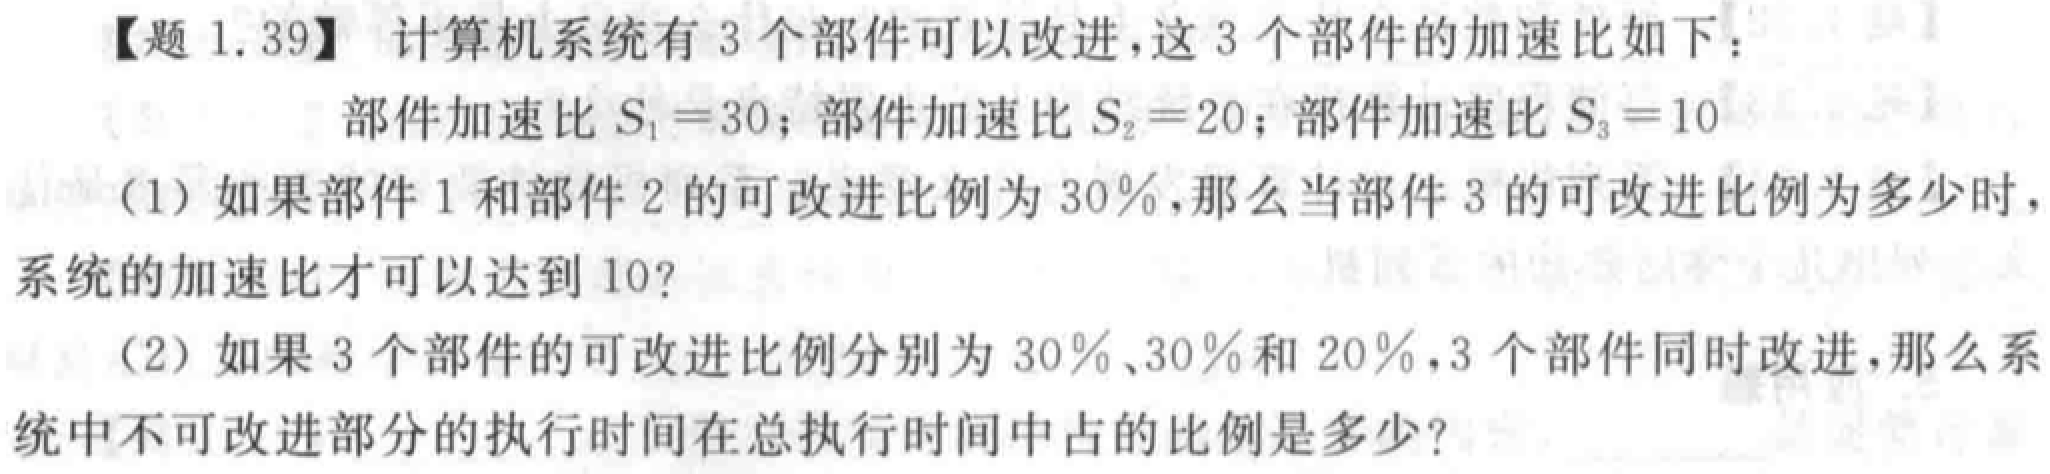 【题 1.39】 计算机系统有 3 个部件可以改进,这 3 个部件的加速比如下:
部件加速比 S₁=30; 部件加速比 S₂=20; 部件加速比 S₃=10
(1) 如果部件 1 和部件 2 的可改进比例为 30%,那么当部件 3 的可改进比例为多少时,
系统的加速比才可以达到 10?
(2) 如果 3 个部件的可改进比例分别为 30%、30%和 20%,3 个部件同时改进,那么系
统中不可改进部分的执行时间在总执行时间中占的比例是多少?